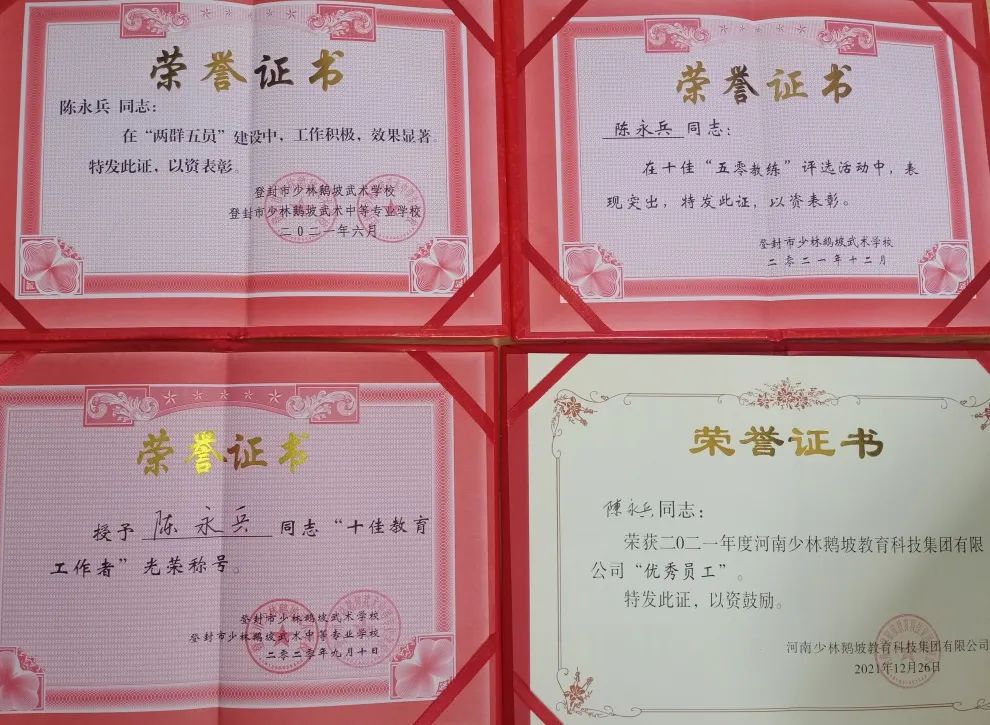 荣誉证书
陈永兵 同志:
在“两群五员”建设中,工作积极,效果显著。
特发此证,以资表彰。
登封市少林鹅坡武术学校
登封市少林鹅坡武术中等专业学校
二〇二一年六月
荣誉证书
陈永兵 同志:
在十佳“五零教练”评选活动中,表
现突出,特发此证,以资表彰。
登封市少林鹅坡武术学校
二零二一年十二月
荣誉证书
授予 陈永兵 同志“十佳教育
工作者”光荣称号。
登封市少林鹅坡武术学校
登封市少林鹅坡武术中等专业学校
二〇二〇年九月十日
荣誉证书
陳永兵同志:
荣获二〇二一年度河南少林鹅坡教育科技集团有限
公司“优秀员工”。
特发此证,以资鼓励。
河南少林鹅坡教育科技集团有限公司
2021年12月26日